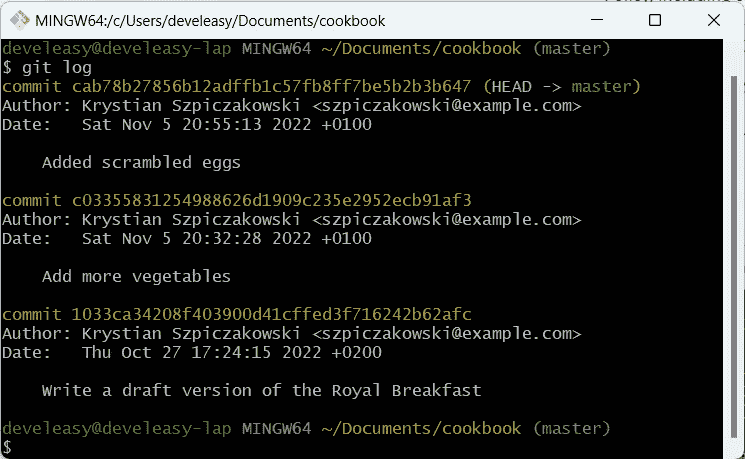 MINGW64:/c/Users/develeasy/Documents/cookbook
develeasy@develeasy-lap MINGW64 ~/Documents/cookbook (master)
$ git log
commit cab78b27856b12adffb1c57fb8ff7be5b2b3b647 (HEAD -> master)
Author: Krystian Szpiczakowski <szpiczakowski@example.com>
Date:   Sat Nov 5 20:55:13 2022 +0100
Added scrambled eggs
commit c03355831254988626d1909c235e2952ecb91af3
Author: Krystian Szpiczakowski <szpiczakowski@example.com>
Date:   Sat Nov 5 20:32:28 2022 +0100
Add more vegetables
commit 1033ca34208f403900d41cffed3f716242b62afc
Author: Krystian Szpiczakowski <szpiczakowski@example.com>
Date:   Thu Oct 27 17:24:15 2022 +0200
Write a draft version of the Royal Breakfast
develeasy@develeasy-lap MINGW64 ~/Documents/cookbook (master)
$